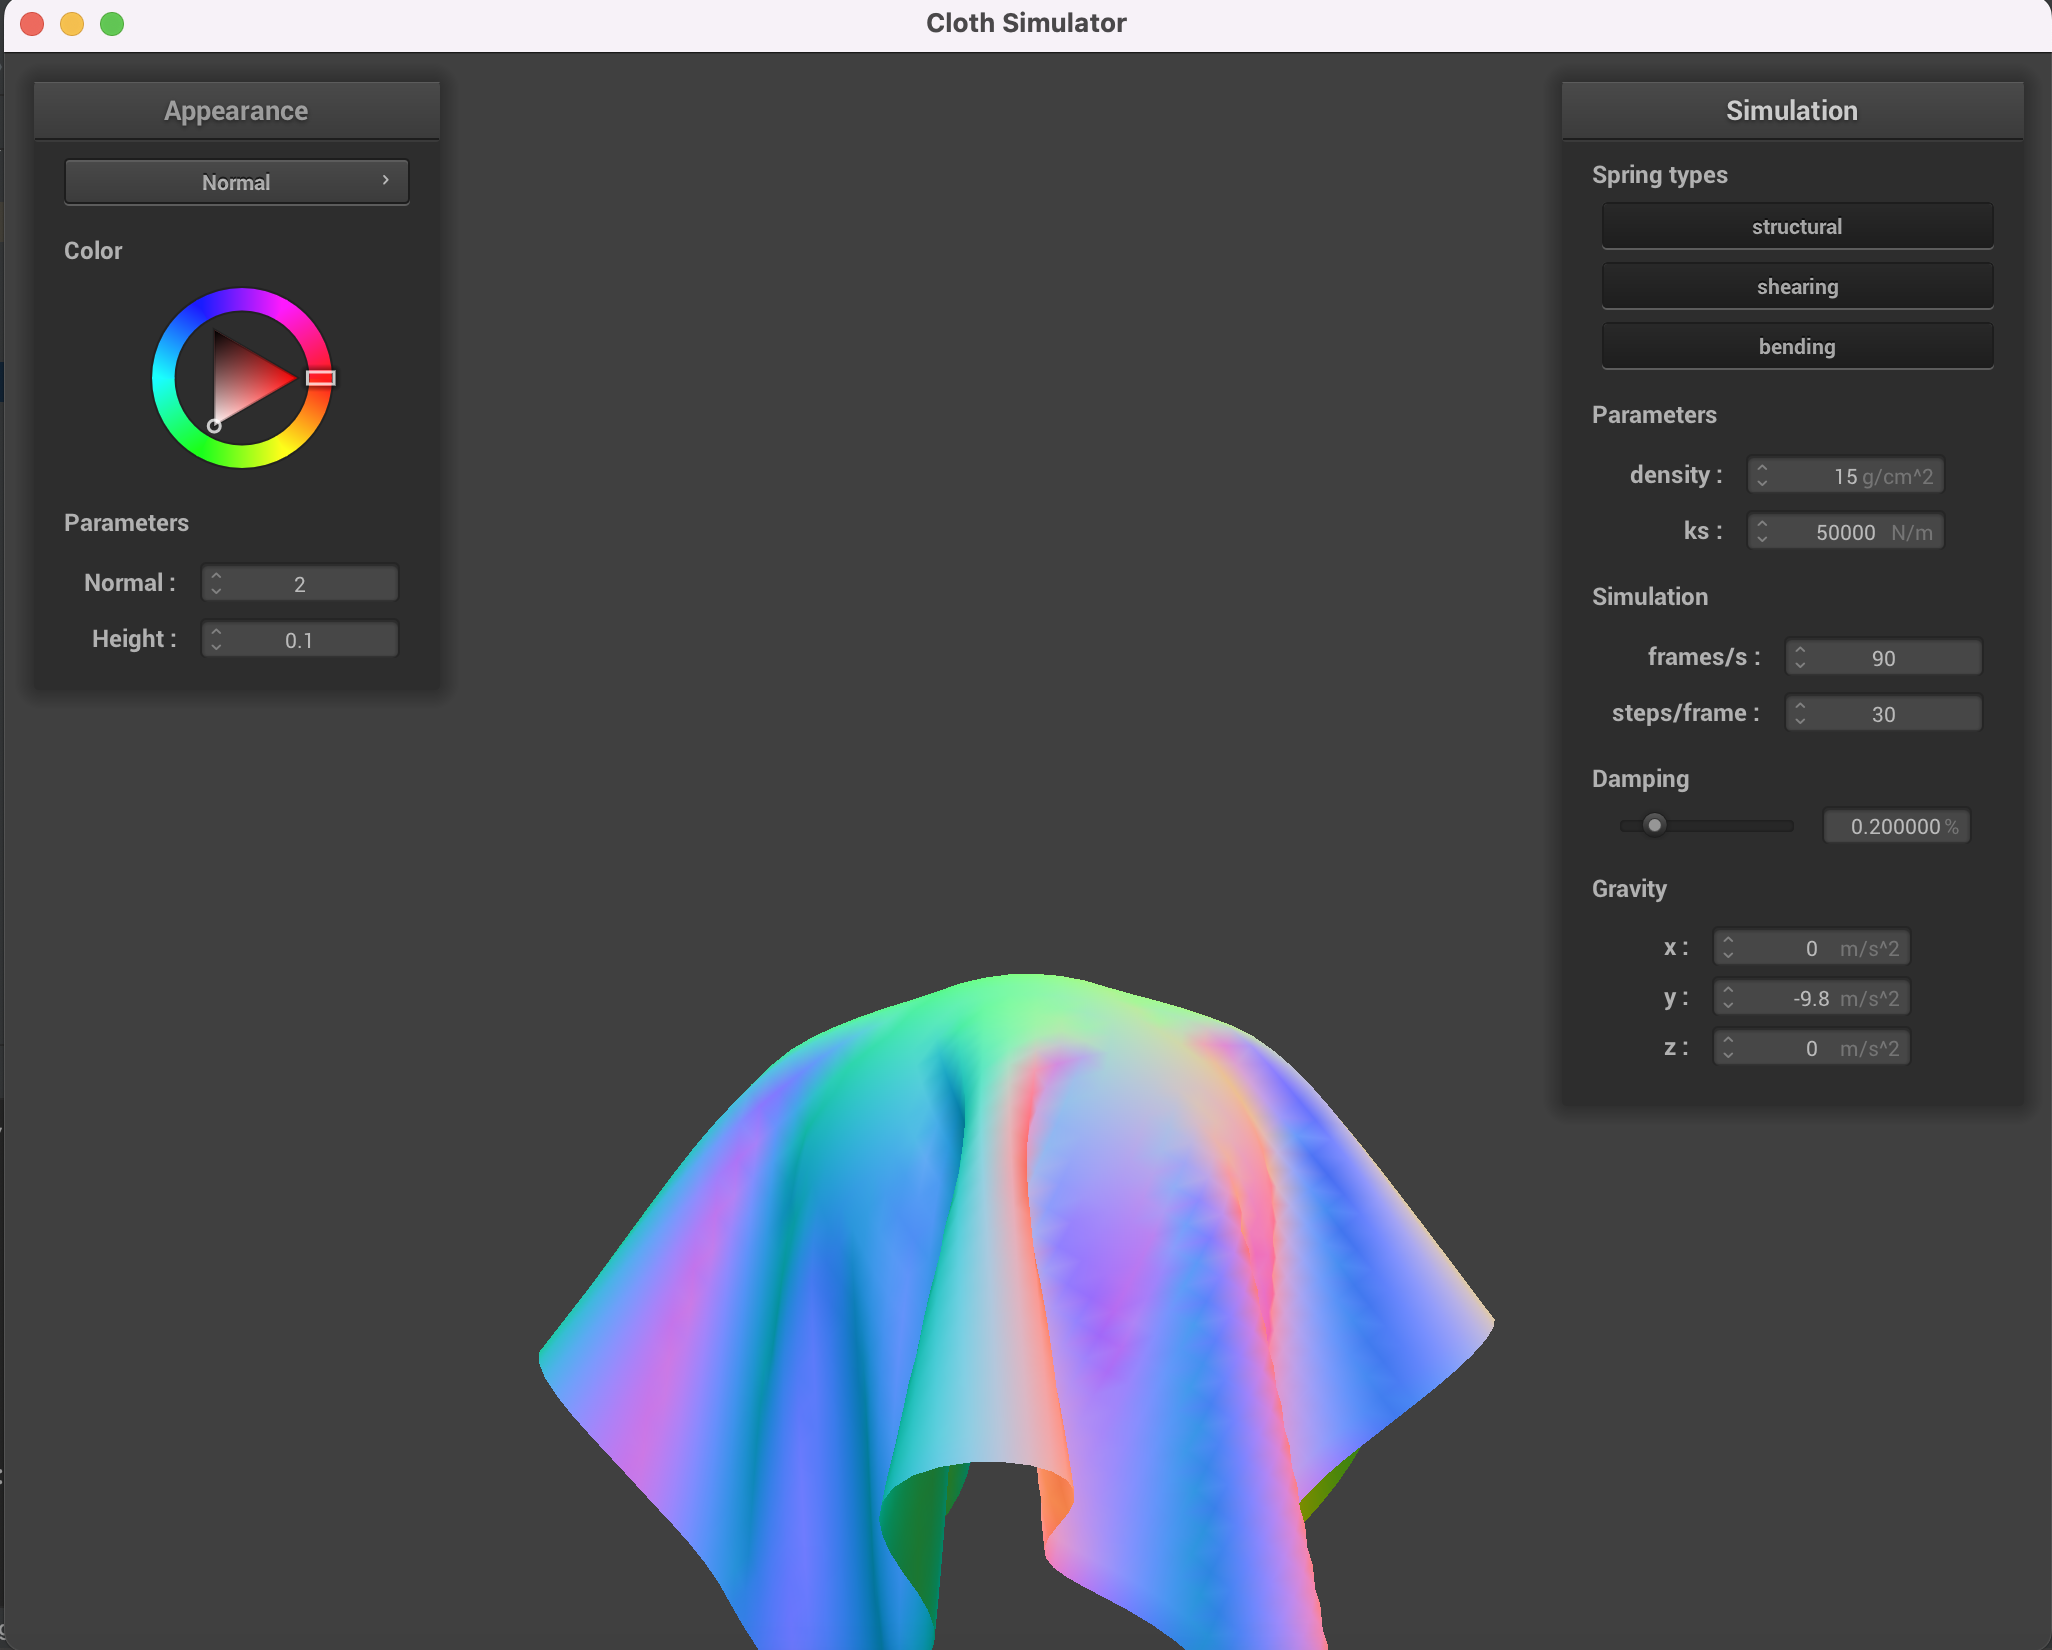 Cloth Simulator
Appearance
Normal
Color
Parameters
Normal : 2
Height : 0.1
Simulation
Spring types
structural
shearing
bending
Parameters
density : 15 g/cm^2
ks : 50000 N/m
Simulation
frames/s : 90
steps/frame : 30
Damping
0.200000 %
Gravity
x : 0 m/s^2
y : -9.8 m/s^2
z : 0 m/s^2